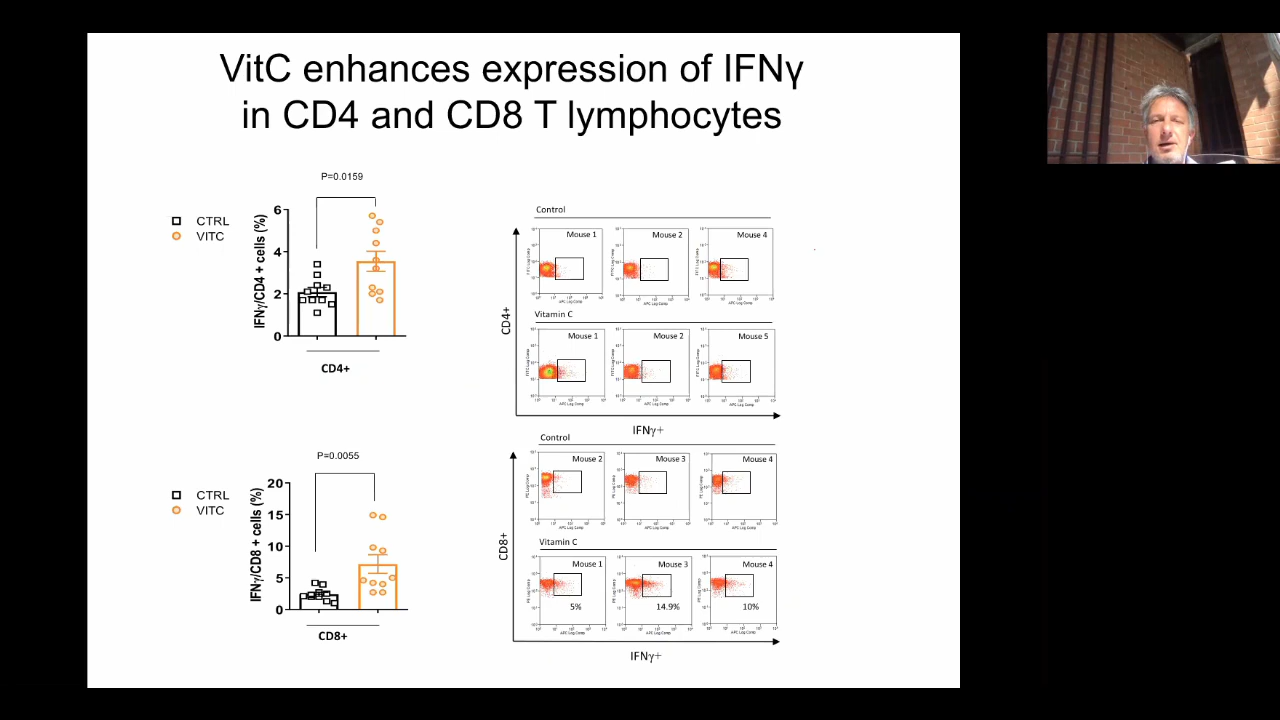 VitC enhances expression of IFNγ
in CD4 and CD8 T lymphocytes
P=0.0159
CTRL
VITC
IFNγ/CD4 + cells (%)
6
4
2
0
CD4+
P=0.0055
CTRL
VITC
IFNγ/CD8 + cells (%)
20
15
10
5
0
CD8+
Control
Mouse 1
Mouse 2
Mouse 4
Vitamin C
Mouse 1
Mouse 2
Mouse 5
CD4+
IFNγ+
Control
Mouse 2
Mouse 3
Mouse 4
Vitamin C
Mouse 1
Mouse 3
Mouse 4
5%
14.9%
10%
CD8+
IFNγ+